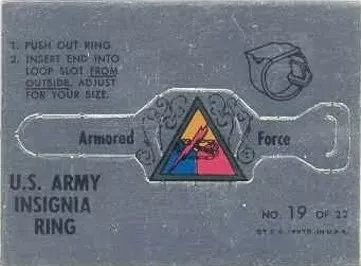 1. PUSH OUT RING
2. INSERT END INTO
LOOP SLOT FROM
OUTSIDE. ADJUST
FOR YOUR SIZE.
Armored Force
U.S. ARMY
INSIGNIA
RING
NO. 19 OF 22
IN U.S.A.